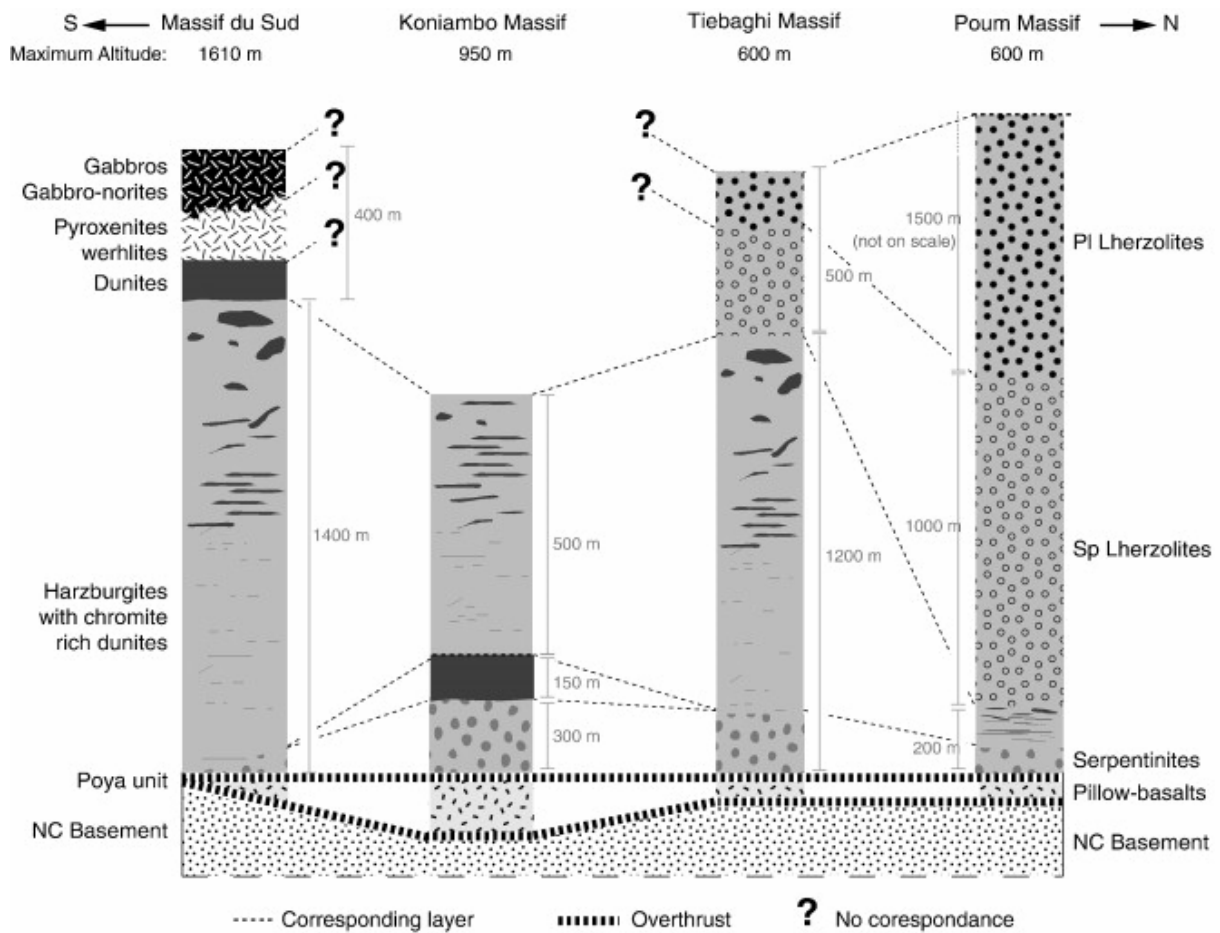 S Massif du Sud Koniambo Massif Tiebaghi Massif Poum Massif N
Maximum Altitude: 1610 m 950 m 600 m 600 m
?
?
?
?
?
Gabbros
Gabbro-norites
Pyroxenites
werhlites
Dunites
400 m
1400 m
Harzburgites
with chromite
rich dunites
500 m
150 m
300 m
500 m
1200 m
1500 m
(not on scale)
1000 m
200 m
Pl Lherzolites
Sp Lherzolites
Serpentinites
Poya unit
Pillow-basalts
NC Basement
NC Basement
Corresponding layer Overthrust ? No corespondance